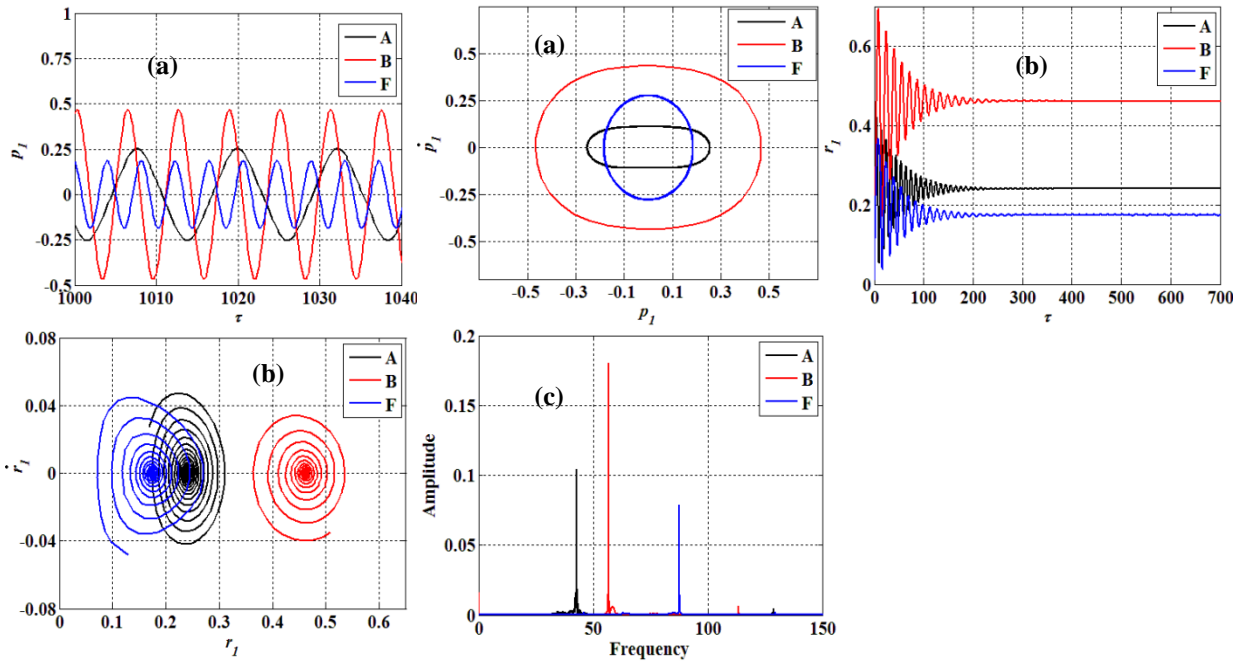 (a)
A
B
F
1
0.75
0.5
0.25
0
-0.25
-0.5
p1
1000 1010 1020 1030 1040
τ
(a)
A
B
F
0.5
0.25
0
-0.25
-0.5
ṗ1
-0.5 -0.3 -0.1 0.1 0.3 0.5
p1
(b)
A
B
F
0.6
0.4
0.2
0
r1
0 100 200 300 400 500 600 700
τ
(b)
A
B
F
0.08
0.04
0
-0.04
-0.08
ṙ1
0 0.1 0.2 0.3 0.4 0.5 0.6
r1
(c)
A
B
F
0.2
0.15
0.1
0.05
0
Amplitude
0 50 100 150
Frequency